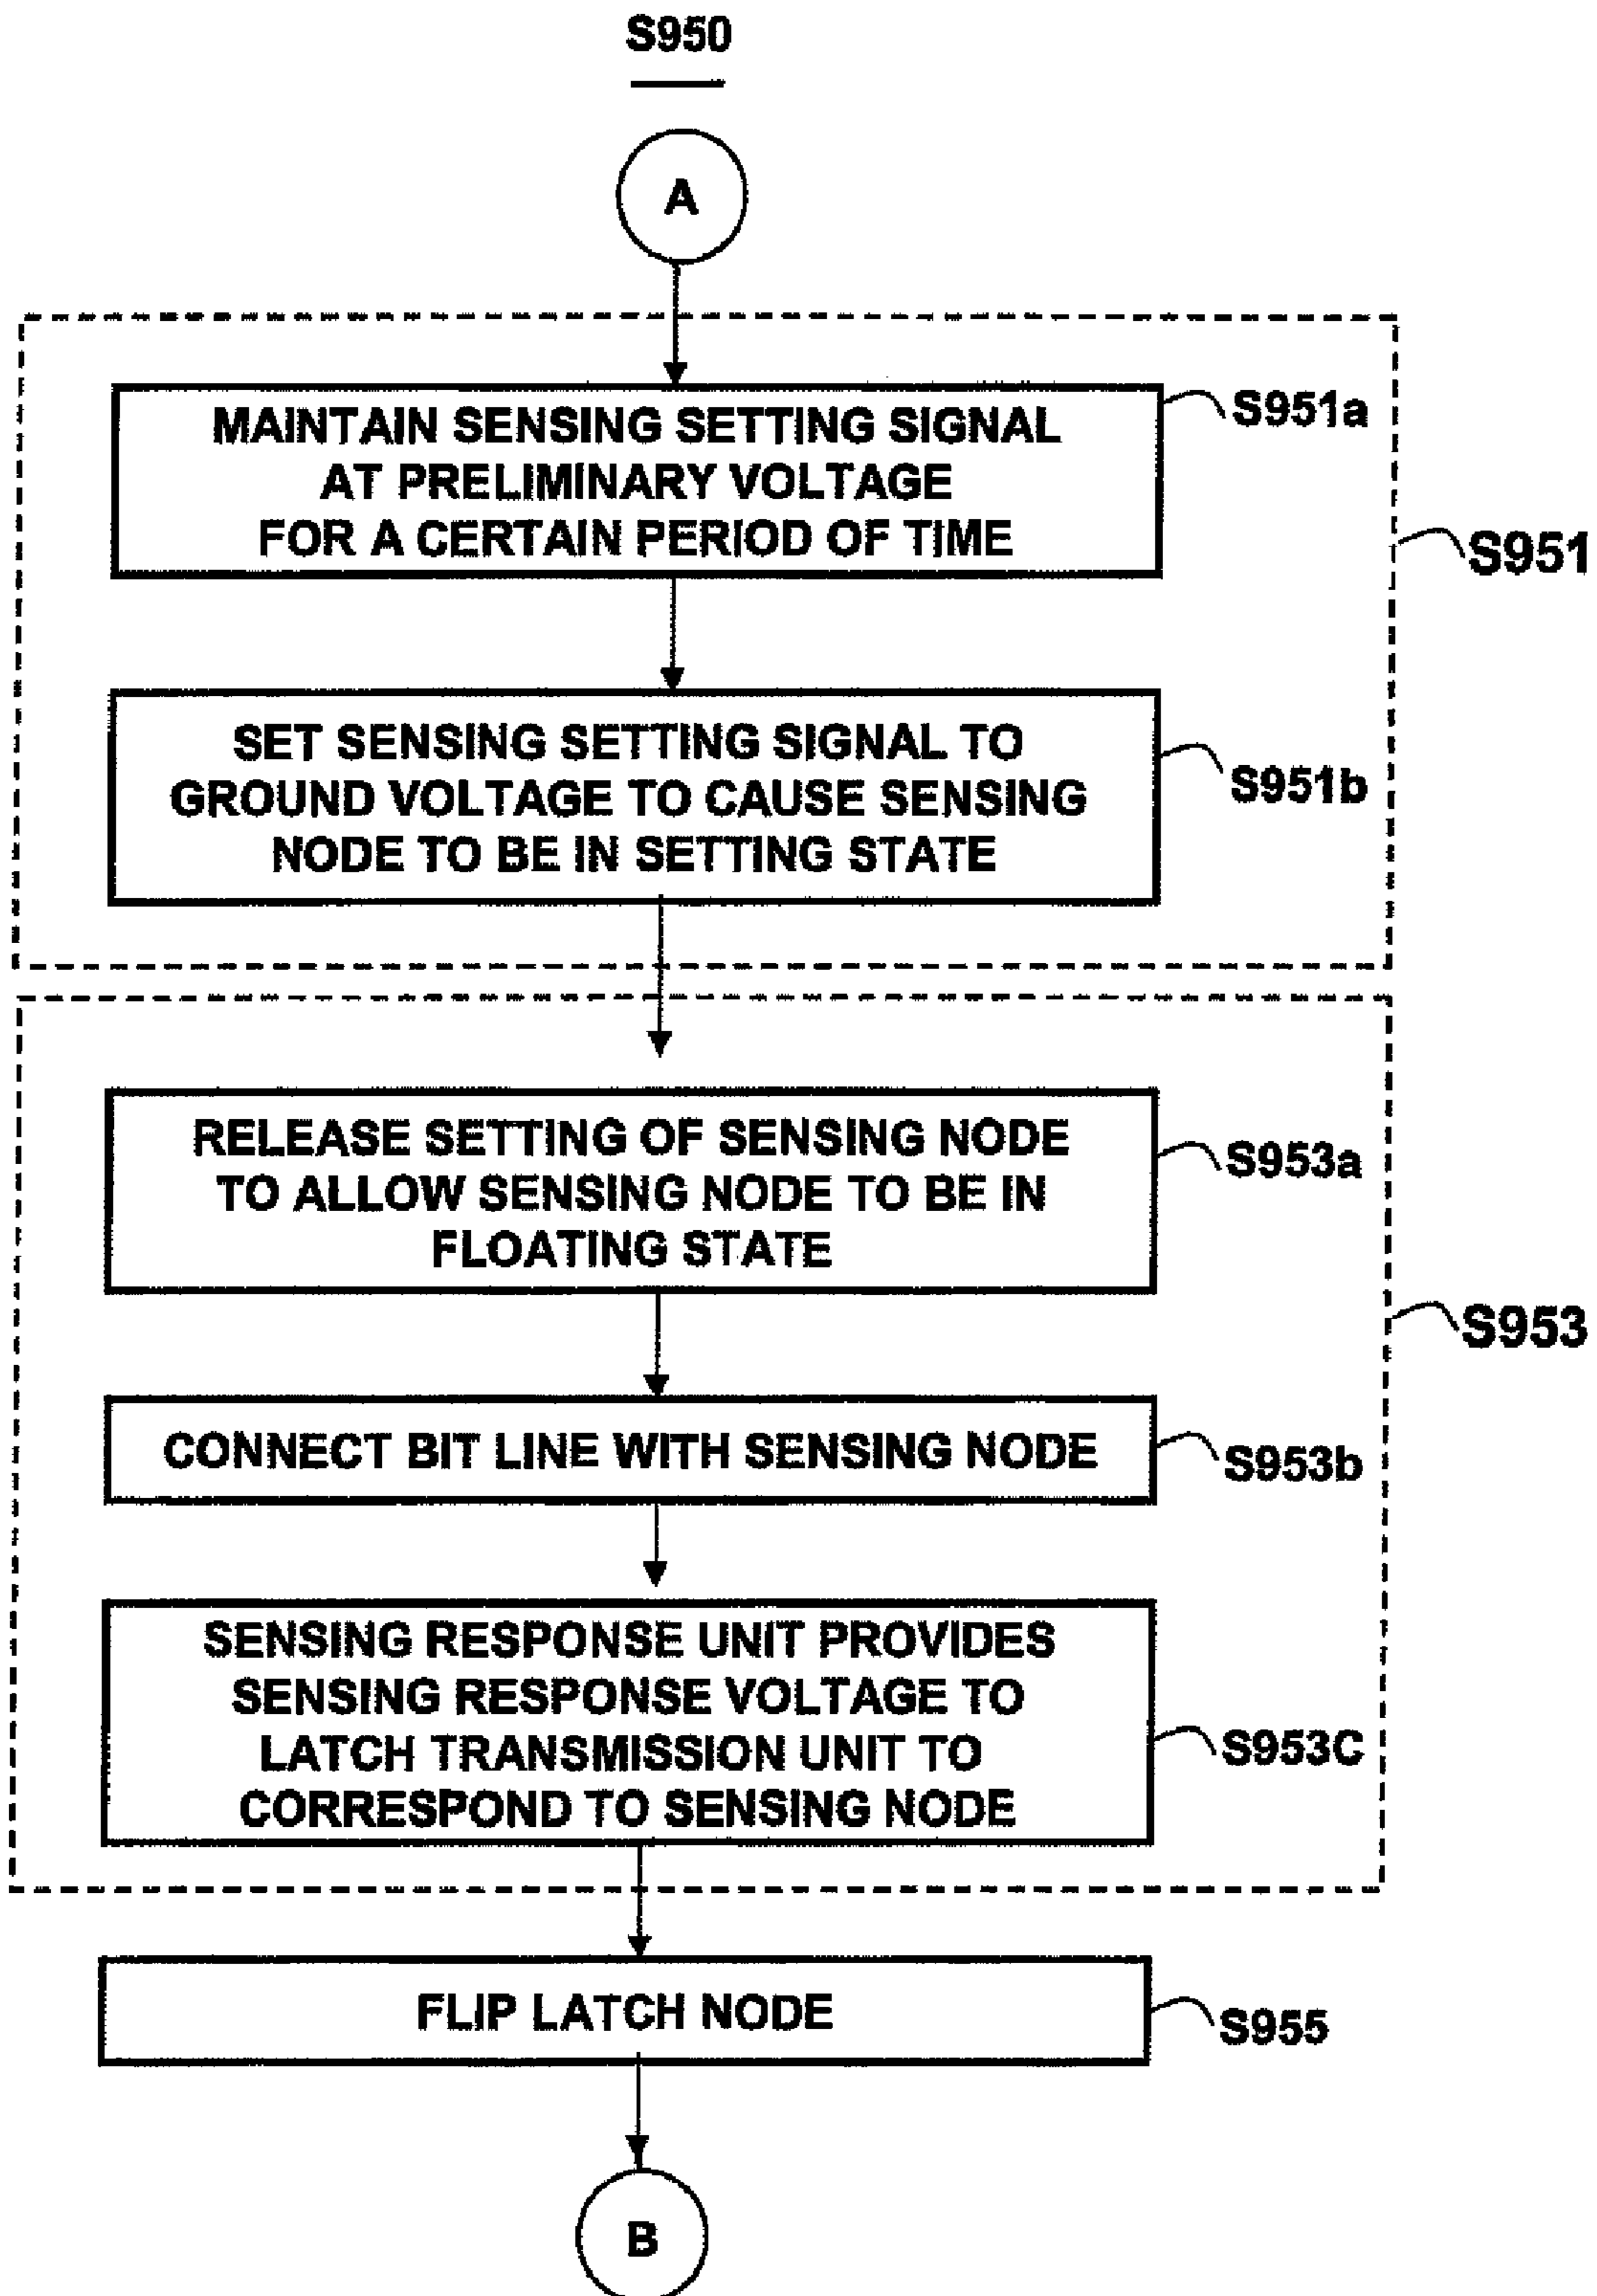 S950
A
MAINTAIN SENSING SETTING SIGNAL
AT PRELIMINARY VOLTAGE
FOR A CERTAIN PERIOD OF TIME
S951a
S951
SET SENSING SETTING SIGNAL TO
GROUND VOLTAGE TO CAUSE SENSING
NODE TO BE IN SETTING STATE
S951b
RELEASE SETTING OF SENSING NODE
TO ALLOW SENSING NODE TO BE IN
FLOATING STATE
S953a
S953
CONNECT BIT LINE WITH SENSING NODE
S953b
SENSING RESPONSE UNIT PROVIDES
SENSING RESPONSE VOLTAGE TO
LATCH TRANSMISSION UNIT TO
CORRESPOND TO SENSING NODE
S953C
FLIP LATCH NODE
S955
B